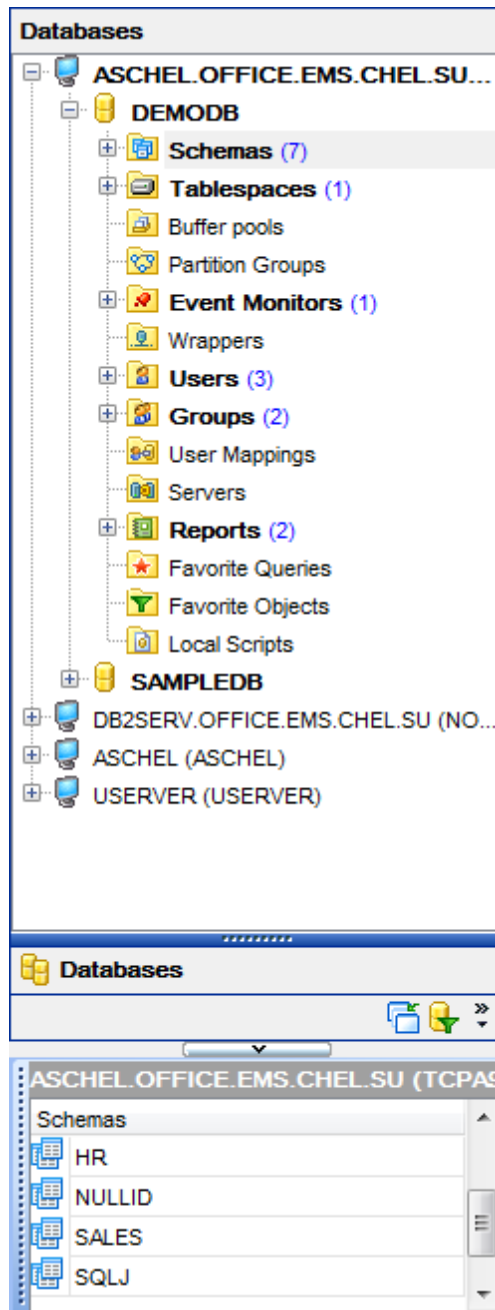 Databases
ASCHEL.OFFICE.EMS.CHEL.SU...
DEMODB
Schemas (7)
Tablespaces (1)
Buffer pools
Partition Groups
Event Monitors (1)
Wrappers
Users (3)
Groups (2)
User Mappings
Servers
Reports (2)
Favorite Queries
Favorite Objects
Local Scripts
SAMPLEDB
DB2SERV.OFFICE.EMS.CHEL.SU (NO...
ASCHEL (ASCHEL)
USERVER (USERVER)
Databases
ASCHEL.OFFICE.EMS.CHEL.SU (TCPAS
Schemas
HR
NULLID
SALES
SQLJ